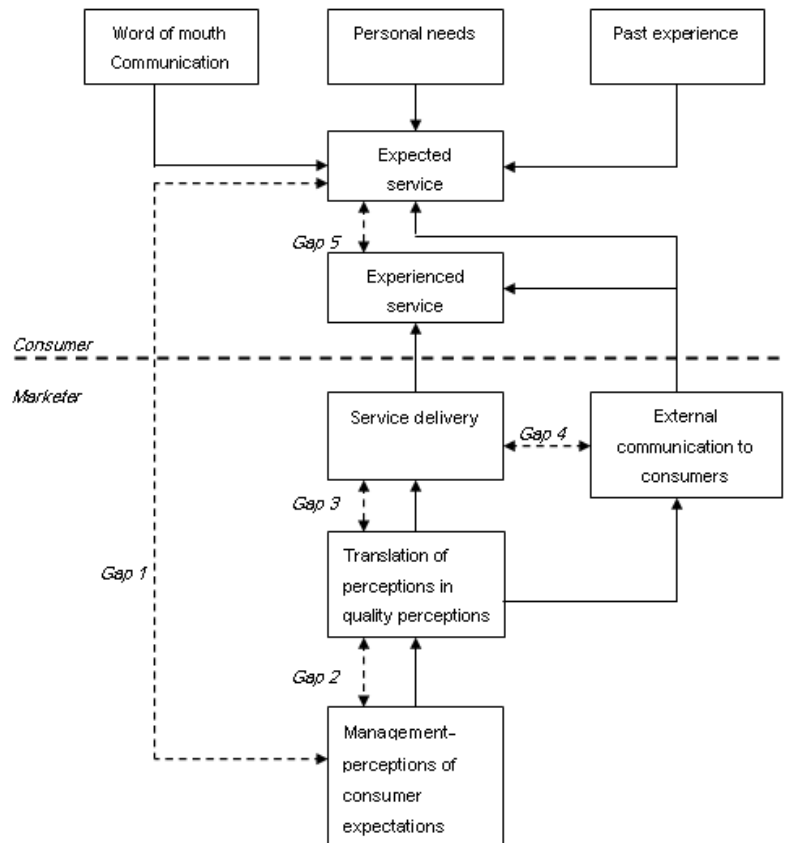 Word of mouth
Communication
Personal needs
Past experience
Expected
service
Gap 5
Experienced
service
Consumer
Marketer
Service delivery
Gap 4
External
communication to
consumers
Gap 3
Translation of
perceptions in
quality perceptions
Gap 1
Gap 2
Management-
perceptions of
consumer
expectations